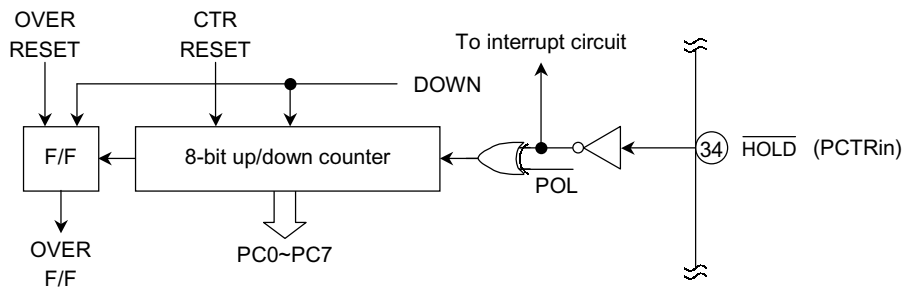 OVER
RESET
CTR
RESET
To interrupt circuit
DOWN
F/F
8-bit up/down counter
POL
34
HOLD (PCTRin)
OVER
F/F
PC0~PC7